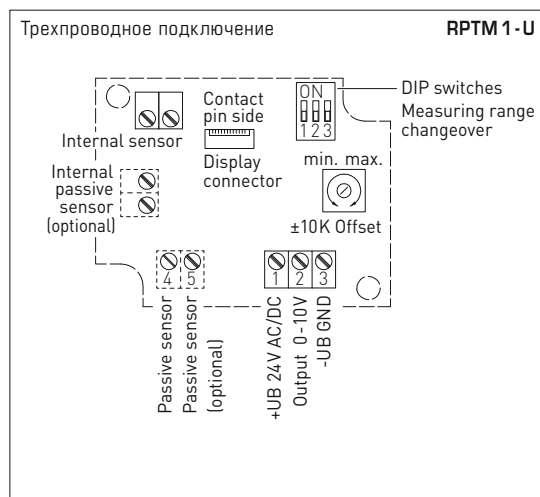 Трехпроводное подключение
RPTM 1 - U
ON
1 2 3
DIP switches
Measuring range
changeover
Contact
pin side
Internal sensor
Display
connector
min. max.
Internal
passive
sensor
(optional)
±10K Offset
4 5
1 2 3
Passive sensor
Passive sensor
(optional)
+UB 24V AC/DC
Output 0-10V
-UB GND